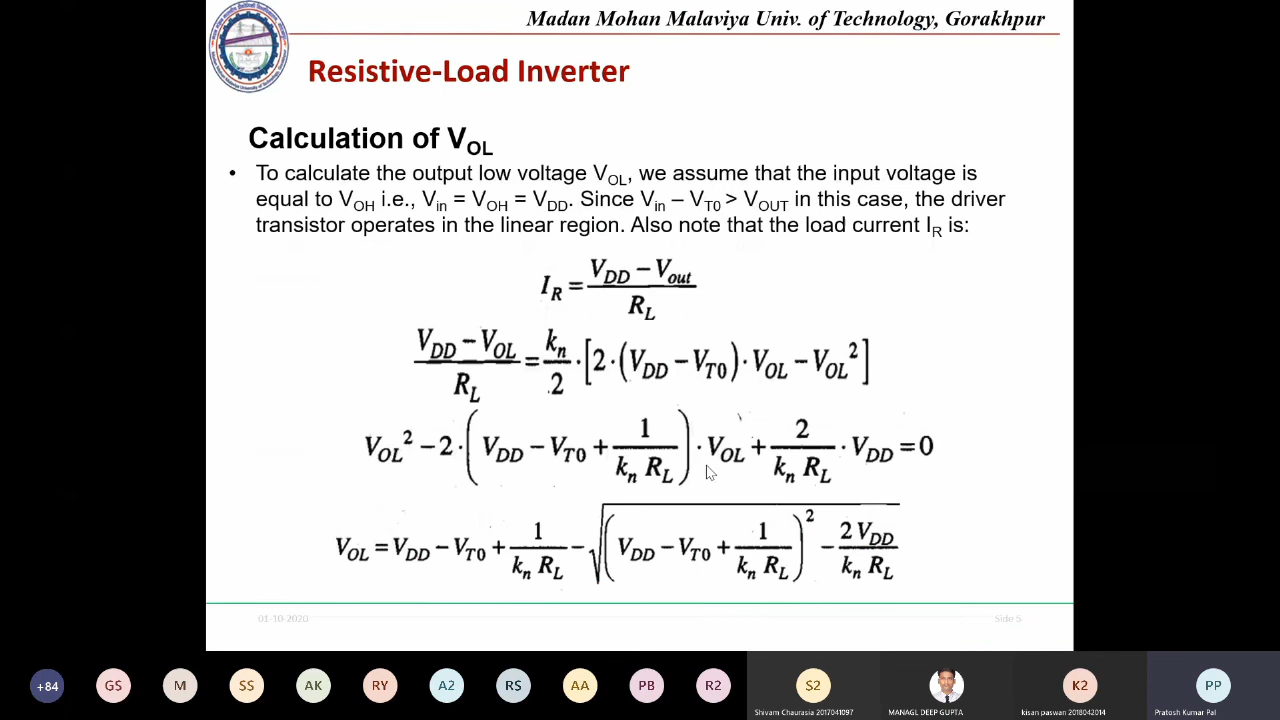 Madan Mohan Malaviya Univ. of Technology, Gorakhpur
Resistive-Load Inverter
Calculation of V_OL
• To calculate the output low voltage V_OL, we assume that the input voltage is
equal to V_OH i.e., V_in = V_OH = V_DD. Since V_in – V_T0 > V_OUT in this case, the driver
transistor operates in the linear region. Also note that the load current I_R is:
I_R = (V_DD − V_out) / R_L
(V_DD − V_OL) / R_L = k_n / 2 · [2 · (V_DD − V_T0) · V_OL − V_OL²]
V_OL² − 2 · (V_DD − V_T0 + 1 / (k_n R_L)) · V_OL + 2 / (k_n R_L) · V_DD = 0
V_OL = V_DD − V_T0 + 1 / (k_n R_L) − √((V_DD − V_T0 + 1 / (k_n R_L))² − 2 V_DD / (k_n R_L))
01-10-2020 Side 5
+84 GS M SS AK RY A2 RS AA PB R2 S2 K2 PP
Shivam Chaurasia 2017041097 MANAGL DEEP GUPTA kisan paswan 2018042014 Pratosh Kumar Pal